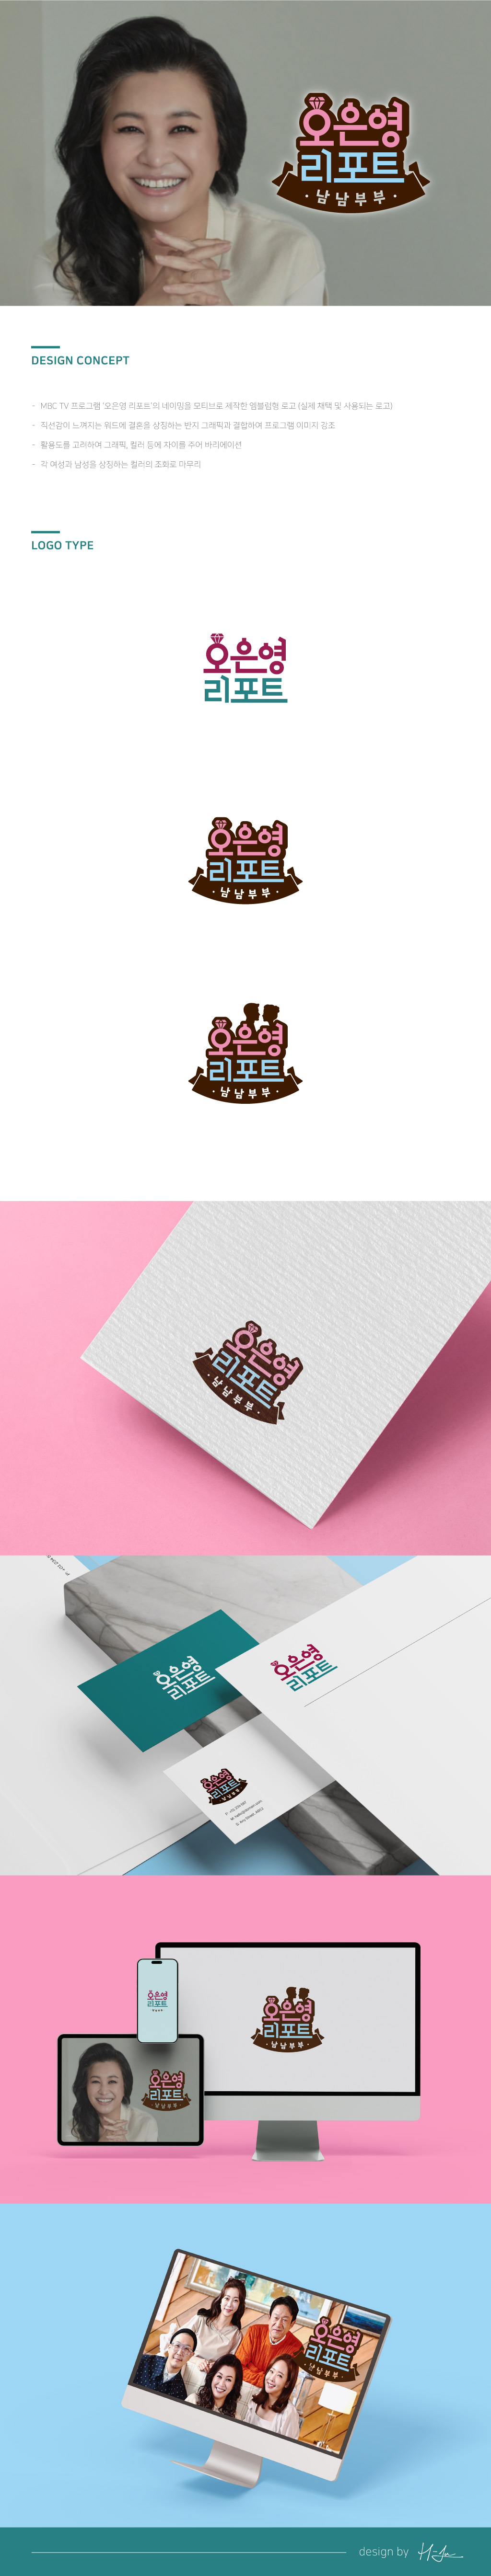 오은영
리포트
· 남남부부 ·
DESIGN CONCEPT
- MBC TV 프로그램 '오은영 리포트'의 네이밍을 모티브로 제작한 엠블럼형 로고 (실제 채택 및 사용되는 로고)
- 직선감이 느껴지는 워드에 결혼을 상징하는 반지 그래픽과 결합하여 프로그램 이미지 강조
- 활용도를 고려하여 그래픽, 컬러 등에 차이를 주어 바리에이션
- 각 여성과 남성을 상징하는 컬러의 조화로 마무리
LOGO TYPE
오은영
리포트
오은영
리포트
· 남남부부 ·
오은영
리포트
· 남남부부 ·
오은영
리포트
· 남남부부 ·
오은영
리포트
오은영
리포트
오은영
리포트
남남부부
오은영
리포트
남남부부
오은영
리포트
· 남남부부 ·
오은영
리포트
· 남남부부 ·
오은영
리포트
· 남남부부 ·
design by